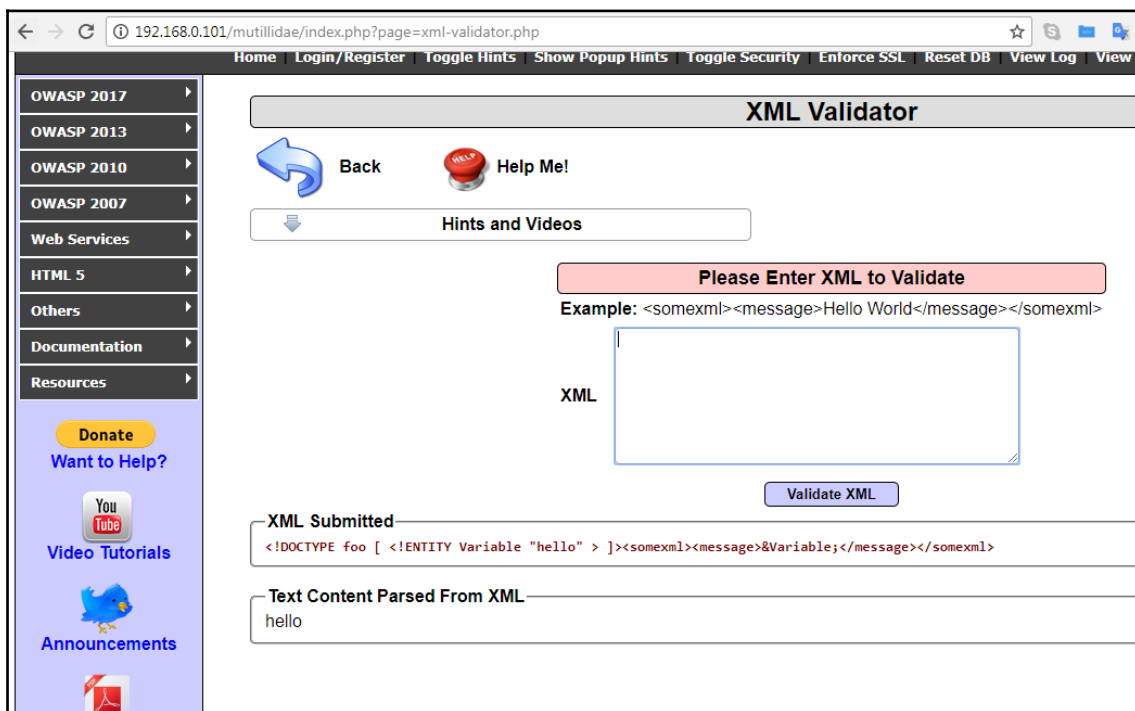 192.168.0.101/mutillidae/index.php?page=xml-validator.php
Home Login/Register Toggle Hints Show Popup Hints Toggle Security Enforce SSL Reset DB View Log View
OWASP 2017
OWASP 2013
OWASP 2010
OWASP 2007
Web Services
HTML 5
Others
Documentation
Resources
Donate
Want to Help?
You
Tube
Video Tutorials
Announcements
XML Validator
Back
HELP
Help Me!
Hints and Videos
Please Enter XML to Validate
Example: <somexml><message>Hello World</message></somexml>
XML
Validate XML
XML Submitted
<!DOCTYPE foo [ <!ENTITY Variable "hello" > ]><somexml><message>&Variable;</message></somexml>
Text Content Parsed From XML
hello